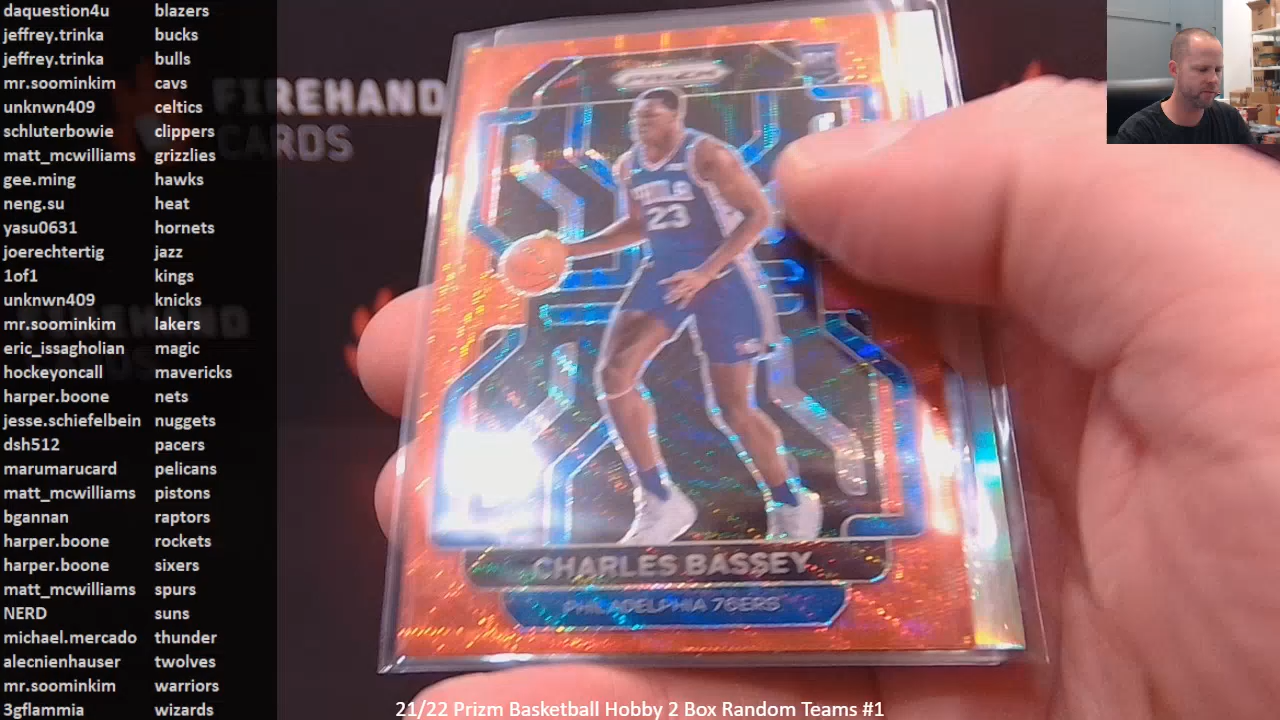 daquestion4u blazers
jeffrey.trinka bucks
jeffrey.trinka bulls
mr.soominkim cavs
unknwn409 celtics
schluterbowie clippers
matt_mcwilliams grizzlies
gee.ming hawks
neng.su heat
yasu0631 hornets
joerechtertig jazz
1of1 kings
unknwn409 knicks
mr.soominkim lakers
eric_issagholian magic
hockeyoncall mavericks
harper.boone nets
jesse.schiefelbein nuggets
dsh512 pacers
marumarucard pelicans
matt_mcwilliams pistons
bgannan raptors
harper.boone rockets
harper.boone sixers
matt_mcwilliams spurs
NERD suns
michael.mercado thunder
alecnienhauser twolves
mr.soominkim warriors
3gflammia wizards
FIREHAND
CARDS
PRIZM
PHILA
23
CHARLES BASSEY
PHILADELPHIA 76ERS
21/22 Prizm Basketball Hobby 2 Box Random Teams #1